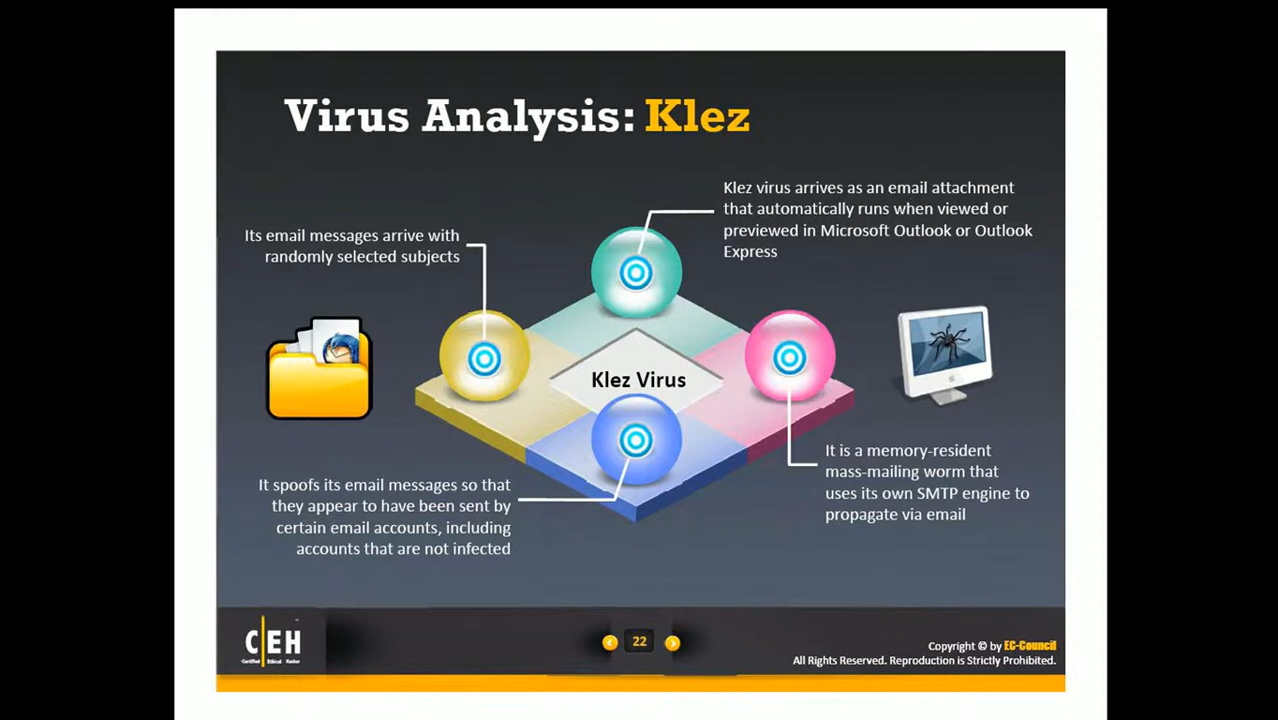 Virus Analysis: Klez
Klez virus arrives as an email attachment
that automatically runs when viewed or
previewed in Microsoft Outlook or Outlook
Express
Its email messages arrive with
randomly selected subjects
Klez Virus
It is a memory-resident
mass-mailing worm that
uses its own SMTP engine to
propagate via email
It spoofs its email messages so that
they appear to have been sent by
certain email accounts, including
accounts that are not infected
C|EH
Certified Ethical Hacker
22
Copyright © by EC-Council
All Rights Reserved. Reproduction is Strictly Prohibited.